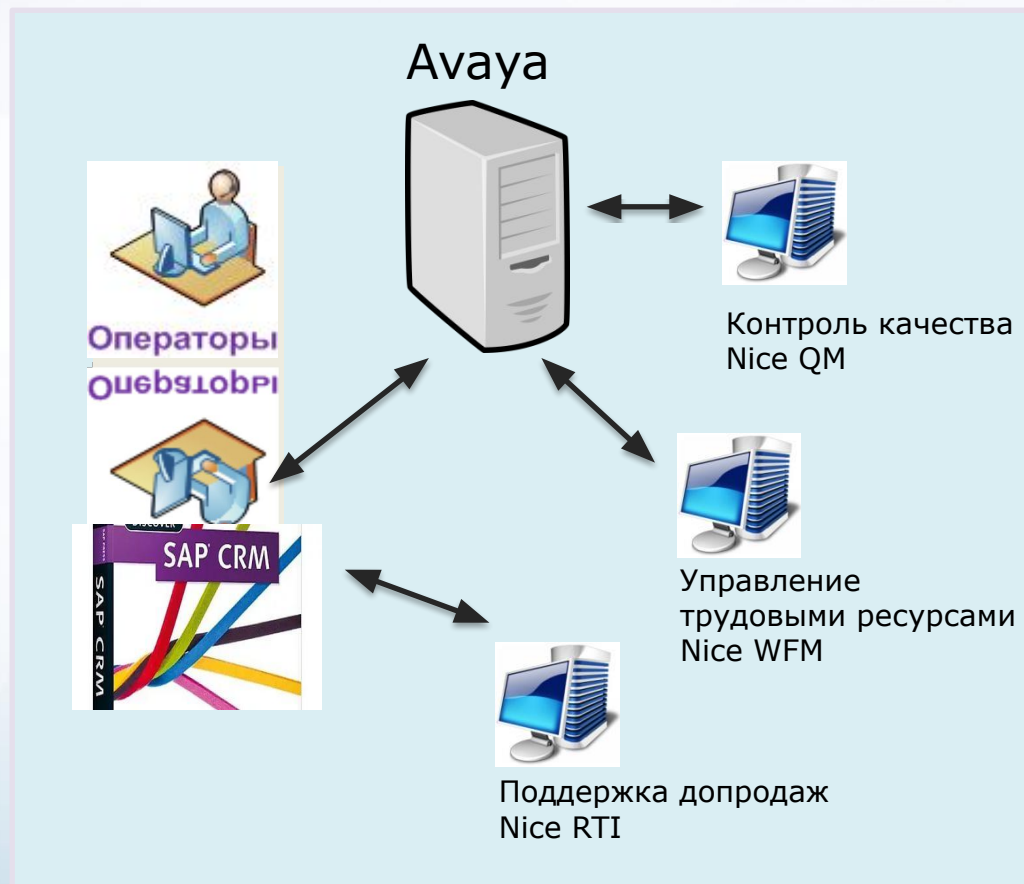 Avaya
Операторы
Операторы
DISCOVER
SAP CRM
SAP CRM
Контроль качества
Nice QM
Управление
трудовыми ресурсами
Nice WFM
Поддержка допродаж
Nice RTI